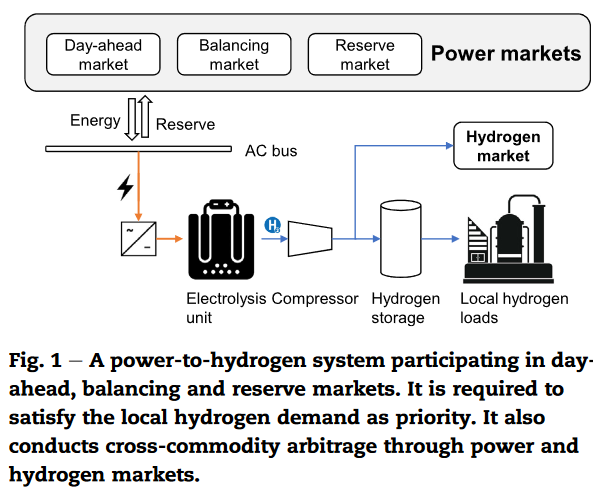 Day-ahead
market
Balancing
market
Reserve
market
Power markets
Energy
Reserve
AC bus
Hydrogen
market
~
−
H₂
Electrolysis
unit
Compressor
Hydrogen
storage
Local hydrogen
loads
Fig. 1 — A power-to-hydrogen system participating in day-
ahead, balancing and reserve markets. It is required to
satisfy the local hydrogen demand as priority. It also
conducts cross-commodity arbitrage through power and
hydrogen markets.